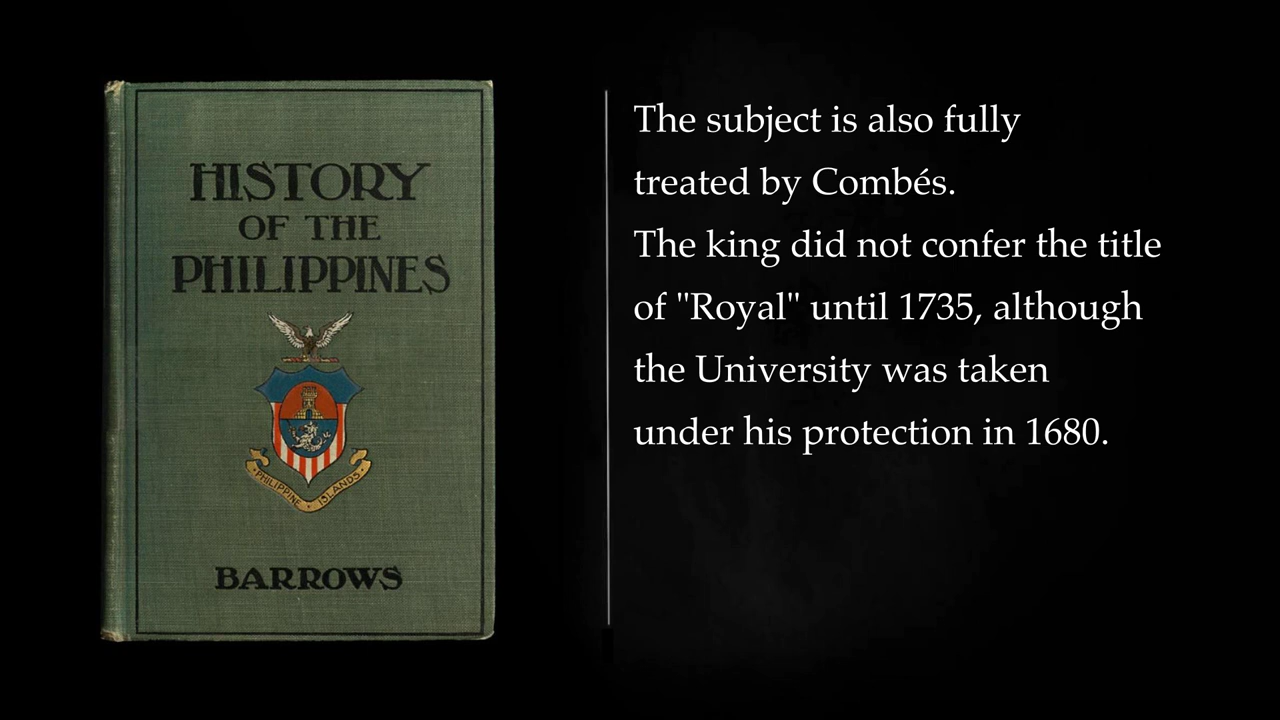 HISTORY
OF THE
PHILIPPINES
PHILIPPINE ISLANDS
BARROWS
The subject is also fully
treated by Combés.
The king did not confer the title
of "Royal" until 1735, although
the University was taken
under his protection in 1680.